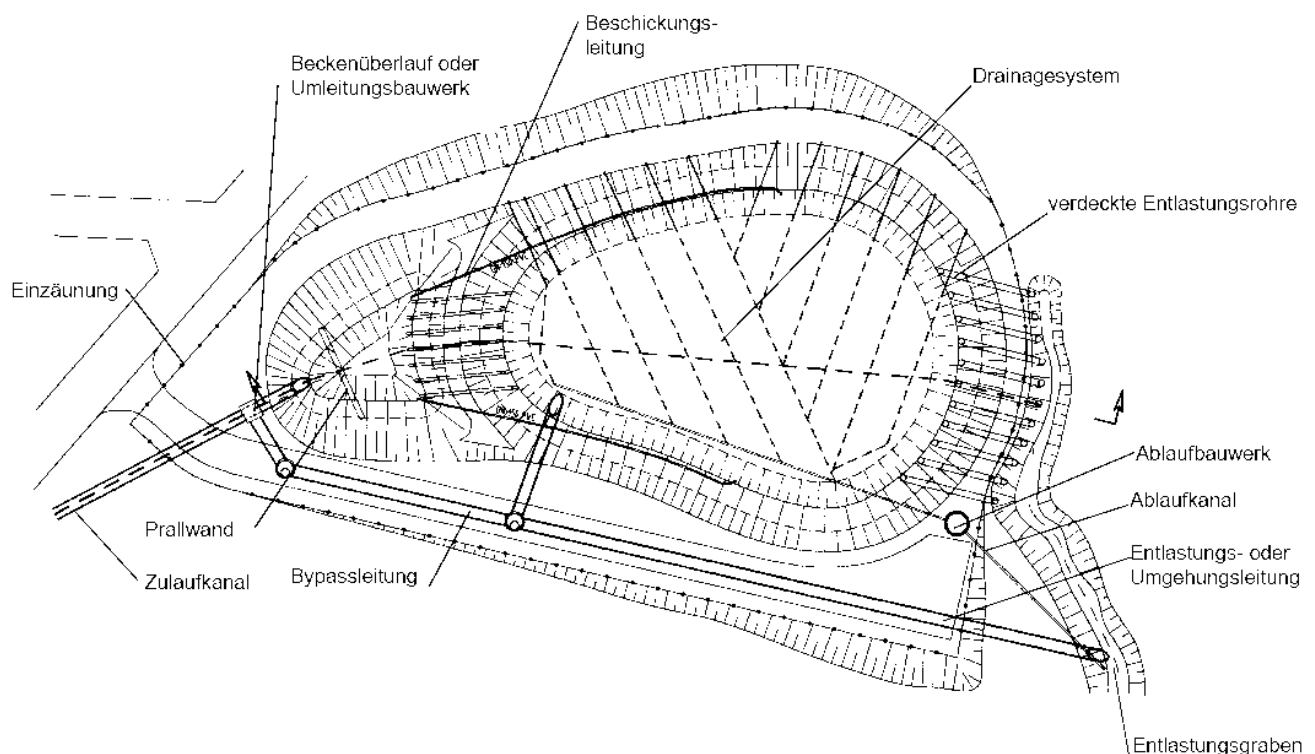 Beschickungs-
leitung
Beckenüberlauf oder
Umleitungsbauwerk
Drainagesystem
verdeckte Entlastungsrohre
Einzäunung
Ablaufbauwerk
Ablaufkanal
Prallwand
Entlastungs- oder
Umgehungsleitung
Zulaufkanal
Bypassleitung
Entlastungsgraben